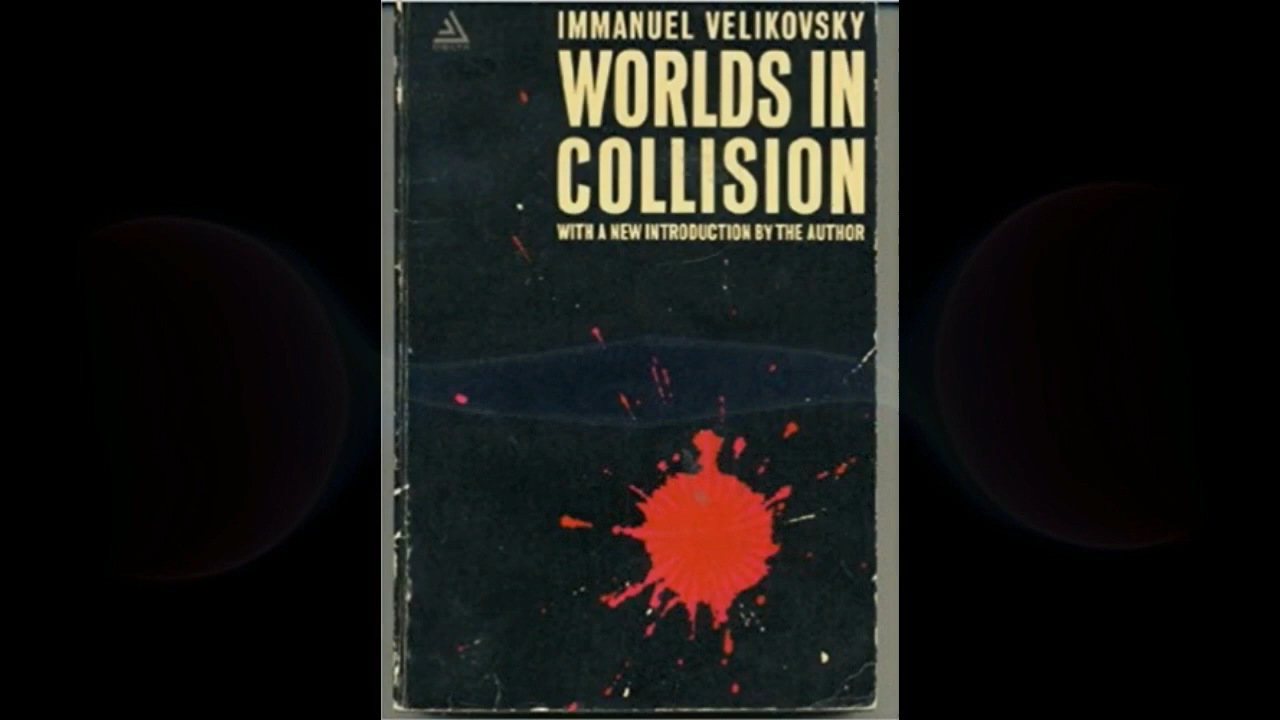 IMMANUEL VELIKOVSKY
WORLDS IN
COLLISION
WITH A NEW INTRODUCTION BY THE AUTHOR